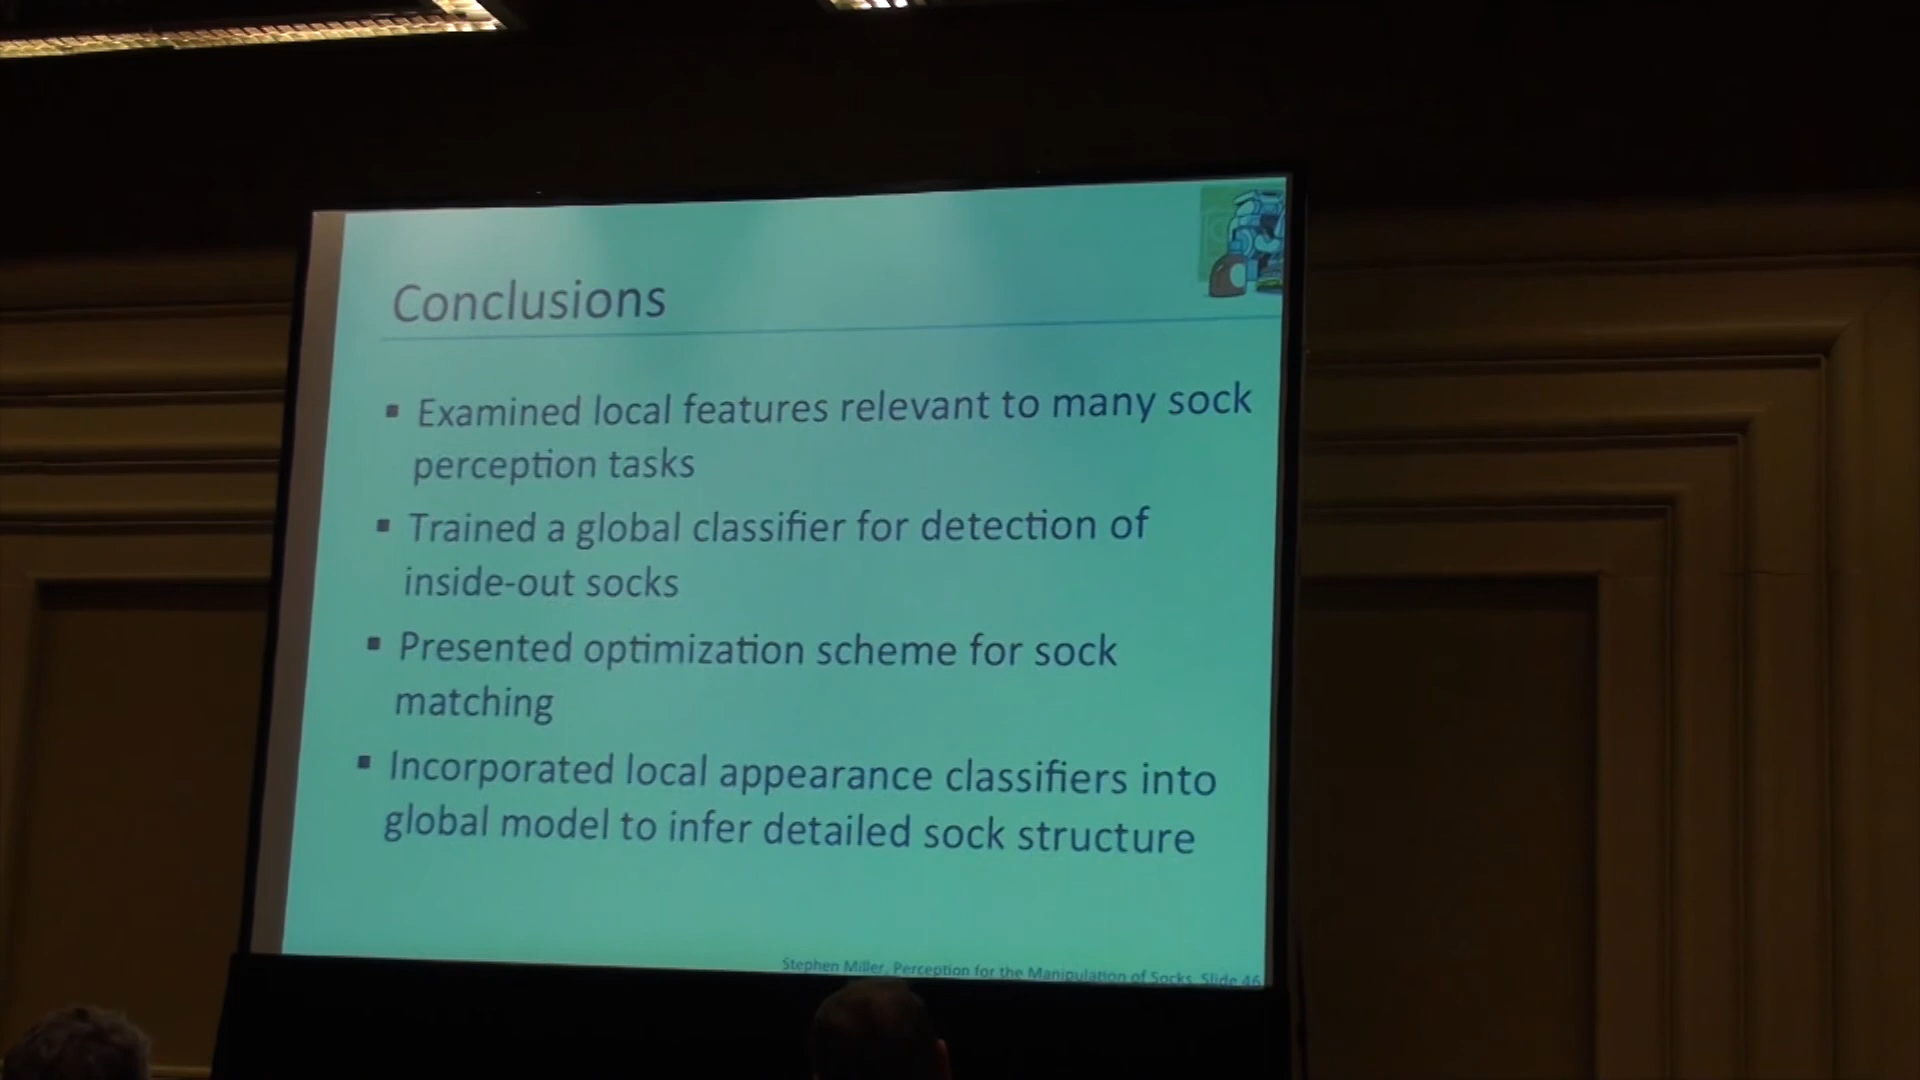 Conclusions
▪ Examined local features relevant to many sock
perception tasks
▪ Trained a global classifier for detection of
inside-out socks
▪ Presented optimization scheme for sock
matching
▪ Incorporated local appearance classifiers into
global model to infer detailed sock structure
Stephen Miller, Perception for the Manipulation of Socks, Slide 46